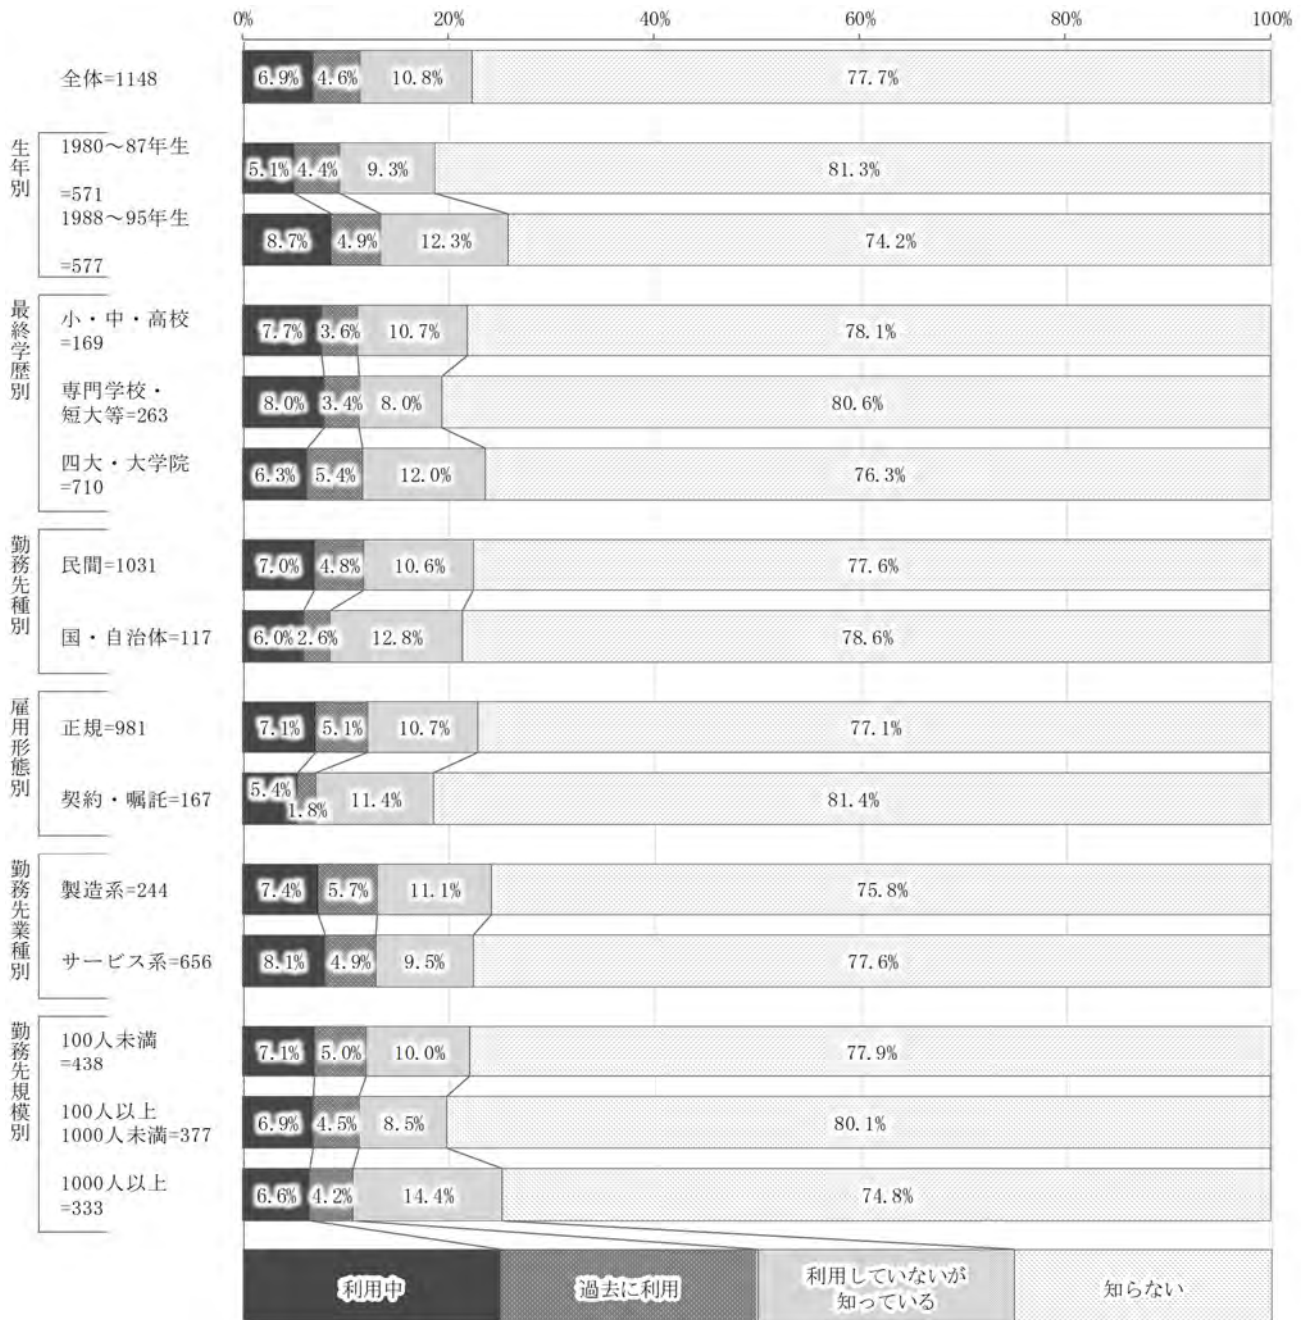 0%
20%
40%
60%
80%
100%
全体=1148
6.9%
4.6%
10.8%
77.7%
生年別
1980～87年生
=571
5.1%
4.4%
9.3%
81.3%
1988～95年生
=577
8.7%
4.9%
12.3%
74.2%
最終学歴別
小・中・高校
=169
7.7%
3.6%
10.7%
78.1%
専門学校・
短大等=263
8.0%
3.4%
8.0%
80.6%
四大・大学院
=710
6.3%
5.4%
12.0%
76.3%
勤務先種別
民間=1031
7.0%
4.8%
10.6%
77.6%
国・自治体=117
6.0%
2.6%
12.8%
78.6%
雇用形態別
正規=981
7.1%
5.1%
10.7%
77.1%
契約・嘱託=167
5.4%
1.8%
11.4%
81.4%
勤務先業種別
製造系=244
7.4%
5.7%
11.1%
75.8%
サービス系=656
8.1%
4.9%
9.5%
77.6%
勤務先規模別
100人未満
=438
7.1%
5.0%
10.0%
77.9%
100人以上
1000人未満=377
6.9%
4.5%
8.5%
80.1%
1000人以上
=333
6.6%
4.2%
14.4%
74.8%
利用中
過去に利用
利用していないが
知っている
知らない